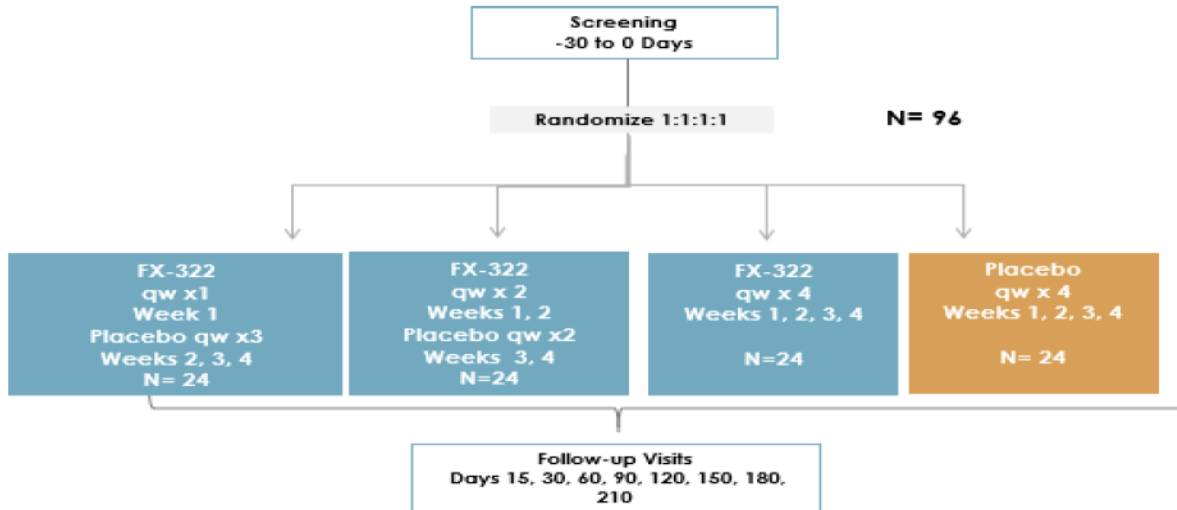 Screening
-30 to 0 Days
Randomize 1:1:1:1
N= 96
FX-322
qw x1
Week 1
Placebo qw x3
Weeks 2, 3, 4
N= 24
FX-322
qw x 2
Weeks 1, 2
Placebo qw x2
Weeks 3, 4
N=24
FX-322
qw x 4
Weeks 1, 2, 3, 4
N=24
Placebo
qw x 4
Weeks 1, 2, 3, 4
N= 24
Follow-up Visits
Days 15, 30, 60, 90, 120, 150, 180,
210